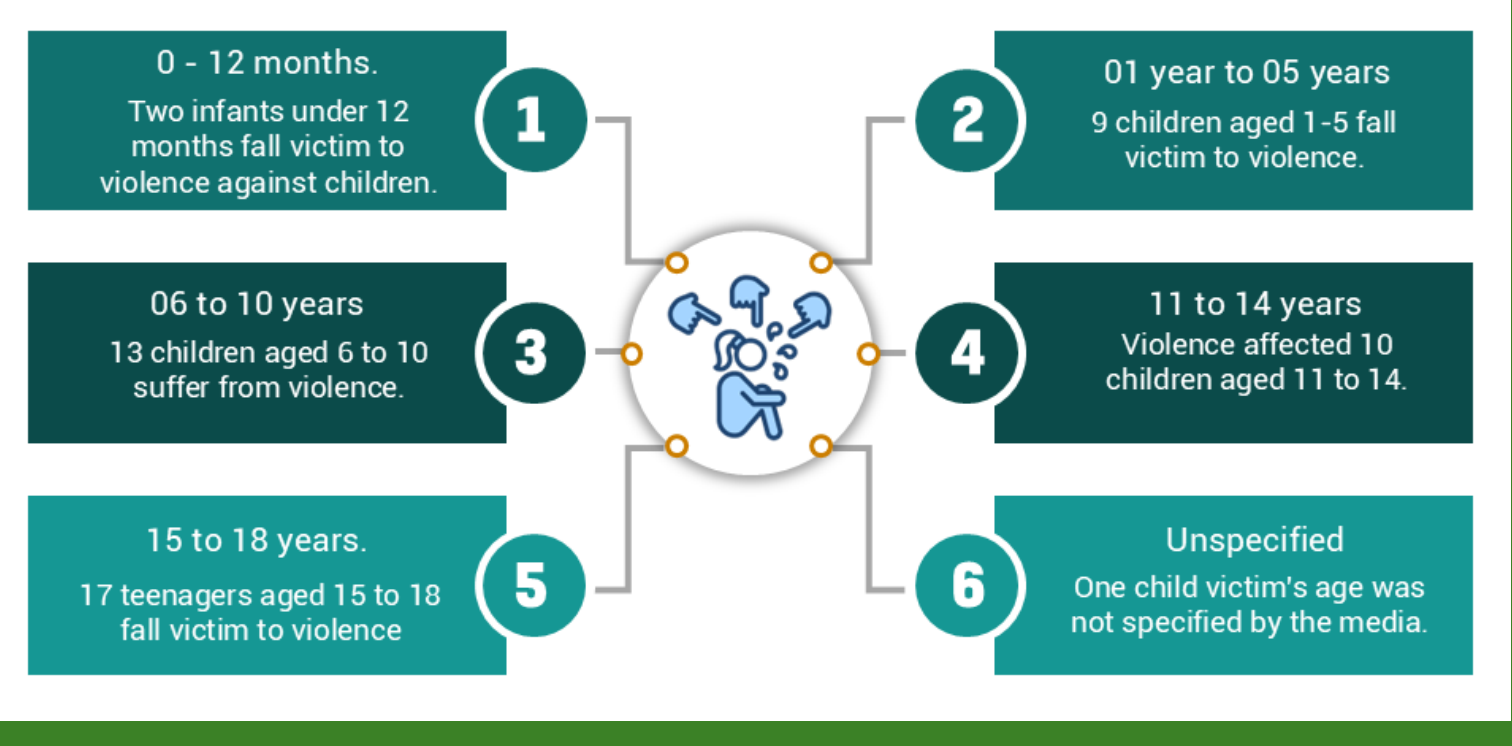 0 - 12 months.
Two infants under 12
months fall victim to
violence against children.
1
2
01 year to 05 years
9 children aged 1-5 fall
victim to violence.
06 to 10 years
13 children aged 6 to 10
suffer from violence.
3
4
11 to 14 years
Violence affected 10
children aged 11 to 14.
15 to 18 years.
17 teenagers aged 15 to 18
fall victim to violence
5
6
Unspecified
One child victim's age was
not specified by the media.